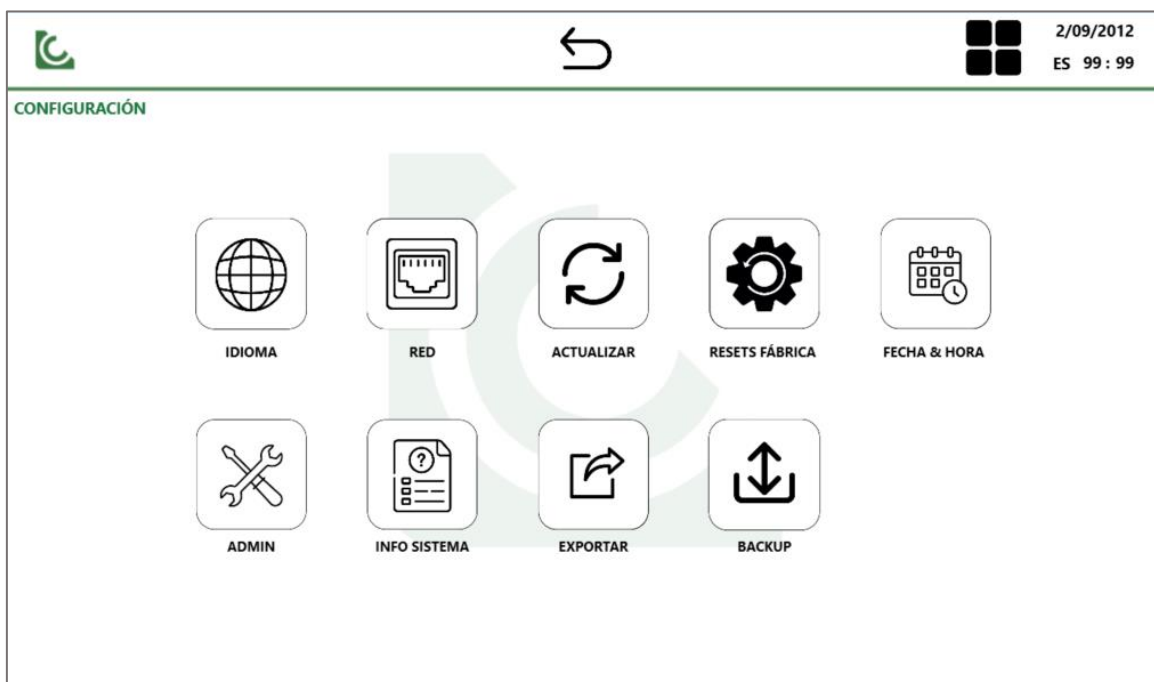 2/09/2012
ES 99 : 99
CONFIGURACIÓN
IDIOMA RED ACTUALIZAR RESETS FÁBRICA FECHA & HORA
ADMIN INFO SISTEMA EXPORTAR BACKUP